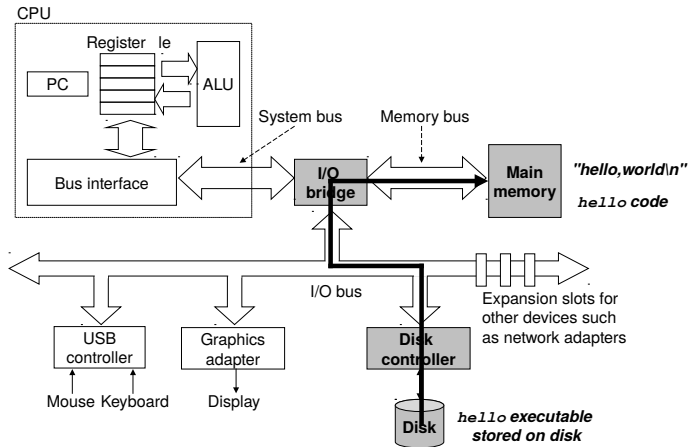 CPU
Register le
PC
ALU
System bus
Memory bus
Bus interface
I/O
bridge
Main
memory
"hello,world\n"
hello code
I/O bus
Expansion slots for
other devices such
as network adapters
USB
controller
Graphics
adapter
Disk
controller
Mouse Keyboard
Display
Disk
hello executable
stored on disk